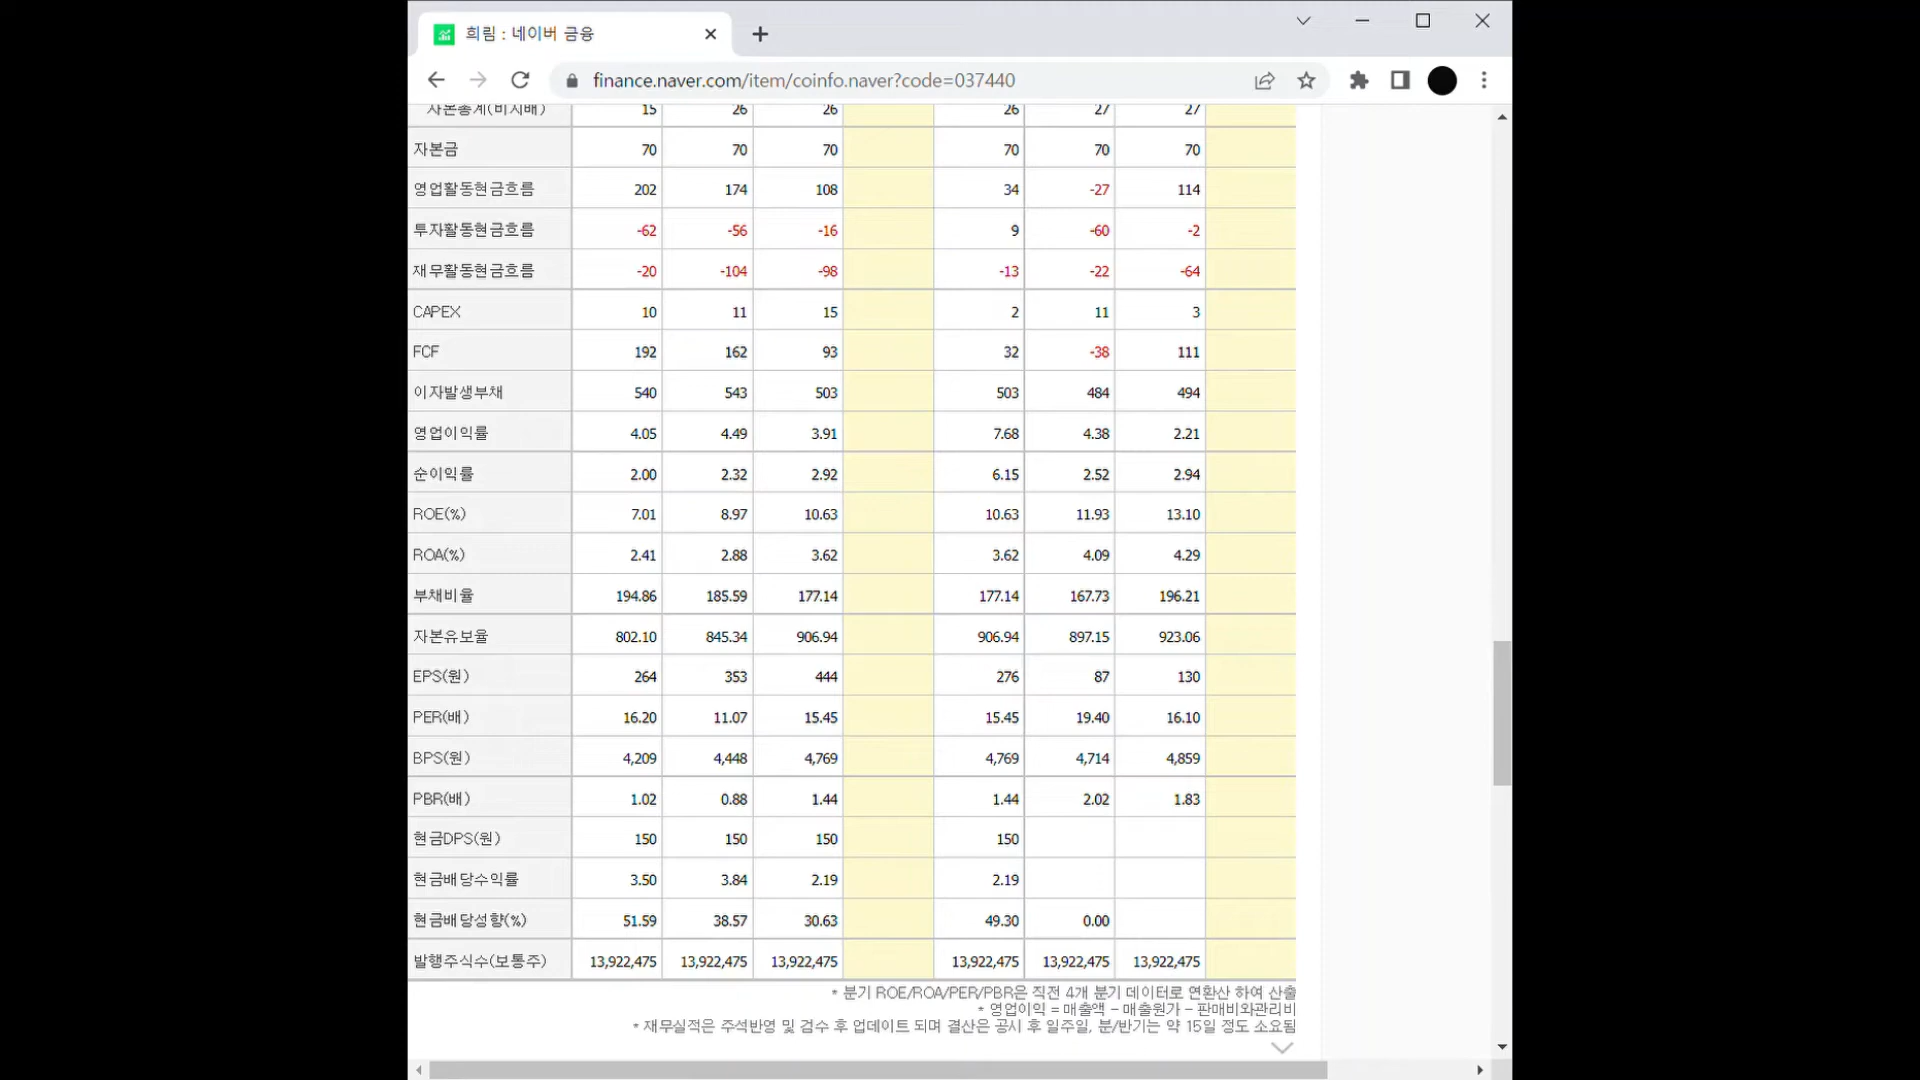 희림 : 네이버 금융
finance.naver.com/item/coinfo.naver?code=037440
자본총계(비지배) 15 26 26 26 27 27
자본금 70 70 70 70 70 70
영업활동현금흐름 202 174 108 34 -27 114
투자활동현금흐름 -62 -56 -16 9 -60 -2
재무활동현금흐름 -20 -104 -98 -13 -22 -64
CAPEX 10 11 15 2 11 3
FCF 192 162 93 32 -38 111
이자발생부채 540 543 503 503 484 494
영업이익률 4.05 4.49 3.91 7.68 4.38 2.21
순이익률 2.00 2.32 2.92 6.15 2.52 2.94
ROE(%) 7.01 8.97 10.63 10.63 11.93 13.10
ROA(%) 2.41 2.88 3.62 3.62 4.09 4.29
부채비율 194.86 185.59 177.14 177.14 167.73 196.21
자본유보율 802.10 845.34 906.94 906.94 897.15 923.06
EPS(원) 264 353 444 276 87 130
PER(배) 16.20 11.07 15.45 15.45 19.40 16.10
BPS(원) 4,209 4,448 4,769 4,769 4,714 4,859
PBR(배) 1.02 0.88 1.44 1.44 2.02 1.83
현금DPS(원) 150 150 150 150
현금배당수익률 3.50 3.84 2.19 2.19
현금배당성향(%) 51.59 38.57 30.63 49.30 0.00
발행주식수(보통주) 13,922,475 13,922,475 13,922,475 13,922,475 13,922,475 13,922,475
* 분기 ROE/ROA/PER/PBR은 직전 4개 분기 데이터로 연환산 하여 산출
* 영업이익 = 매출액 - 매출원가 - 판매비와관리비
* 재무실적은 주석반영 및 검수 후 업데이트 되며 결산은 공시 후 일주일, 분/반기는 약 15일 정도 소요됨